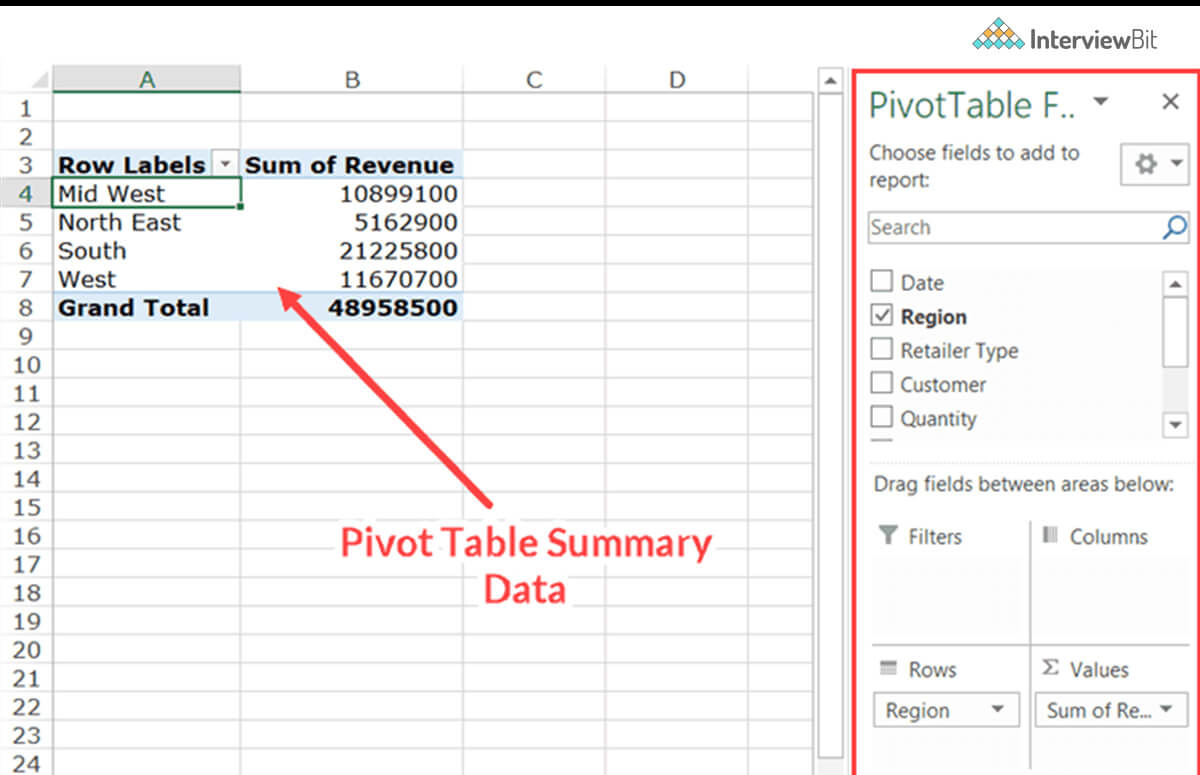 InterviewBit
A B C D
1
2
3 Row Labels Sum of Revenue
4 Mid West 10899100
5 North East 5162900
6 South 21225800
7 West 11670700
8 Grand Total 48958500
9
10
11
12
13
14
15
16
17
18
19
20
21
22
23
24
Pivot Table Summary
Data
PivotTable F..
Choose fields to add to
report:
Search
Date
Region
Retailer Type
Customer
Quantity
Drag fields between areas below:
Filters
Columns
Rows
Region
Σ Values
Sum of Re...